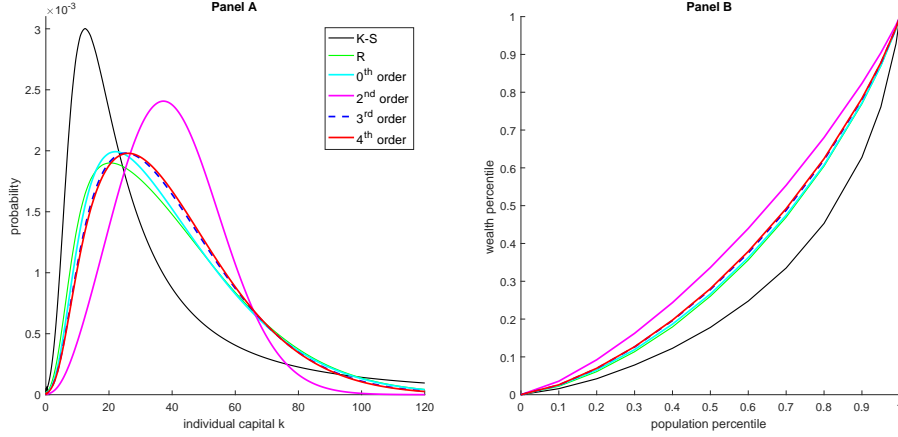 Panel A
×10⁻³
3
2.5
2
1.5
1
0.5
0
probability
0 20 40 60 80 100 120
individual capital k
K-S
R
0th order
2nd order
3rd order
4th order
Panel B
1
0.9
0.8
0.7
0.6
0.5
0.4
0.3
0.2
0.1
0
wealth percentile
0 0.1 0.2 0.3 0.4 0.5 0.6 0.7 0.8 0.9 1
population percentile